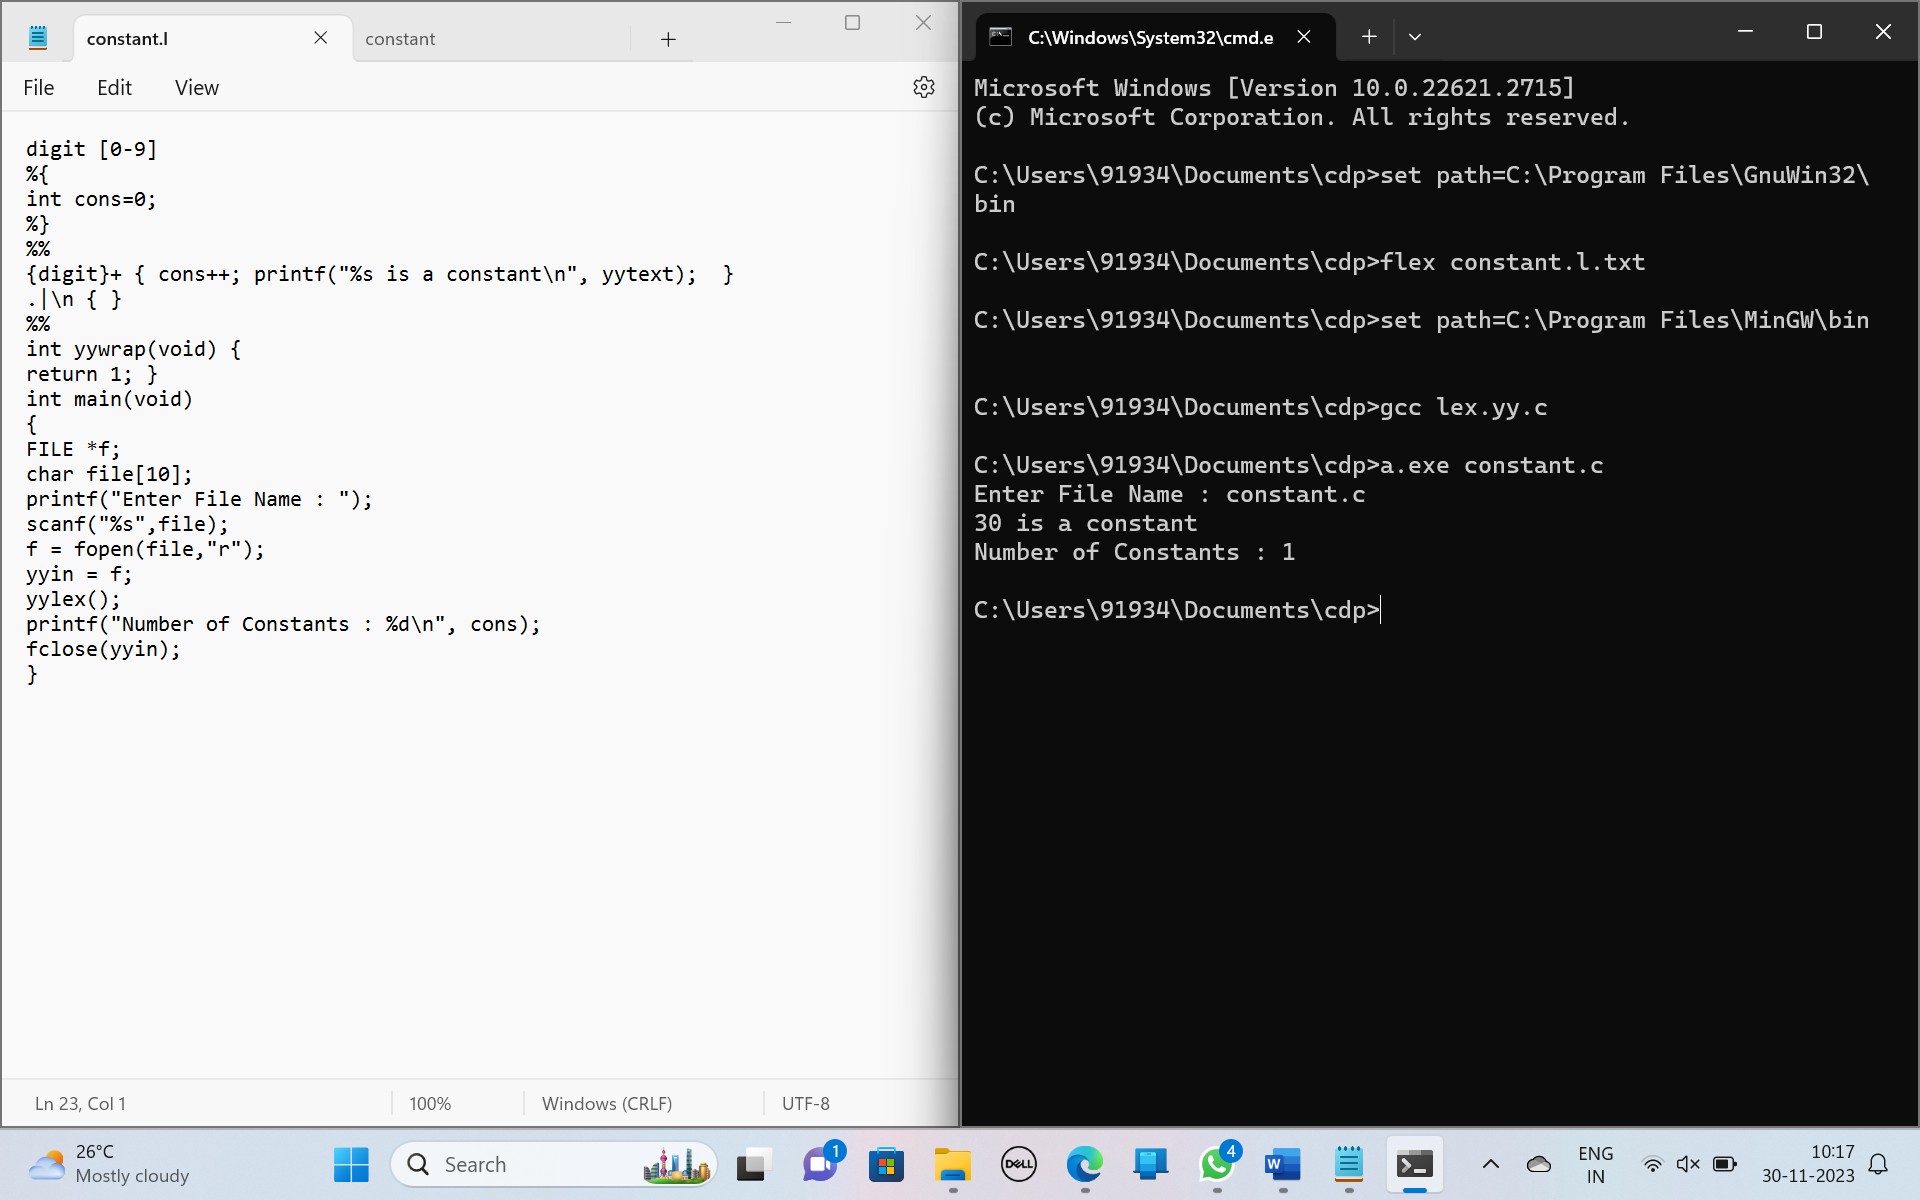 constant.l
constant
File
Edit
View
digit [0-9]
%{
int cons=0;
%}
%%
{digit}+ { cons++; printf("%s is a constant\n", yytext);  }
.|\n { }
%%
int yywrap(void) {
return 1; }
int main(void)
{
FILE *f;
char file[10];
printf("Enter File Name : ");
scanf("%s",file);
f = fopen(file,"r");
yyin = f;
yylex();
printf("Number of Constants : %d\n", cons);
fclose(yyin);
}
Ln 23, Col 1
100%
Windows (CRLF)
UTF-8
C:\Windows\System32\cmd.e
Microsoft Windows [Version 10.0.22621.2715]
(c) Microsoft Corporation. All rights reserved.
C:\Users\91934\Documents\cdp>set path=C:\Program Files\GnuWin32\
bin
C:\Users\91934\Documents\cdp>flex constant.l.txt
C:\Users\91934\Documents\cdp>set path=C:\Program Files\MinGW\bin
C:\Users\91934\Documents\cdp>gcc lex.yy.c
C:\Users\91934\Documents\cdp>a.exe constant.c
Enter File Name : constant.c
30 is a constant
Number of Constants : 1
C:\Users\91934\Documents\cdp>
26°C
Mostly cloudy
Search
1
DELL
4
W
ENG
IN
10:17
30-11-2023